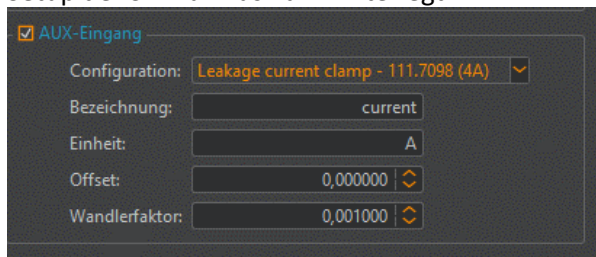 AUX-Eingang
Configuration: Leakage current clamp - 111.7098 (4A)
Bezeichnung: current
Einheit: A
Offset: 0,000000
Wandlerfaktor: 0,001000